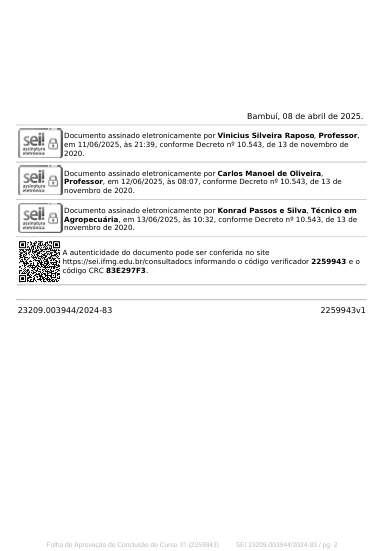 Bambuí, 08 de abril de 2025.
sei!
assinatura
eletrônica
Documento assinado eletronicamente por Vinicius Silveira Raposo, Professor,
em 11/06/2025, às 21:39, conforme Decreto nº 10.543, de 13 de novembro de
2020.
sei!
assinatura
eletrônica
Documento assinado eletronicamente por Carlos Manoel de Oliveira,
Professor, em 12/06/2025, às 08:07, conforme Decreto nº 10.543, de 13 de
novembro de 2020.
sei!
assinatura
eletrônica
Documento assinado eletronicamente por Konrad Passos e Silva, Técnico em
Agropecuária, em 13/06/2025, às 10:32, conforme Decreto nº 10.543, de 13 de
novembro de 2020.
A autenticidade do documento pode ser conferida no site
https://sei.ifmg.edu.br/consultadocs informando o código verificador 2259943 e o
código CRC 83E297F3.
23209.003944/2024-83 2259943v1
Folha de Aprovação de Conclusão de Curso 31 (2259943) SEI 23209.003944/2024-83 / pg. 2